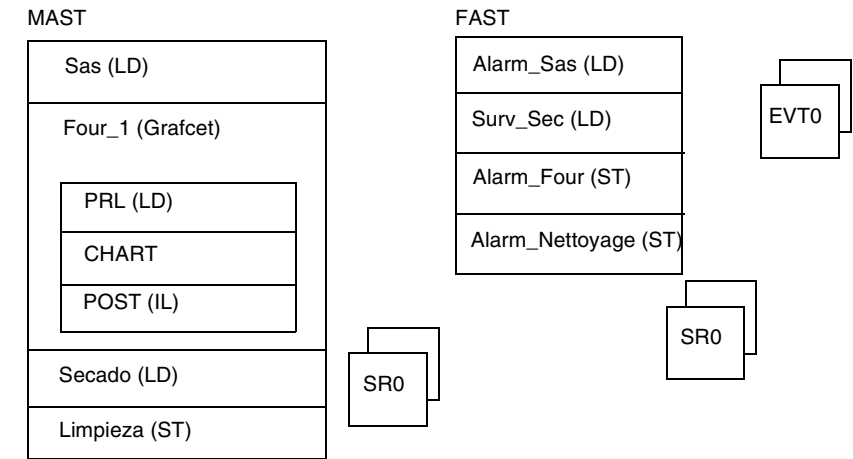 MAST
Sas (LD)
Four_1 (Grafcet)
PRL (LD)
CHART
POST (IL)
Secado (LD)
Limpieza (ST)
SR0
FAST
Alarm_Sas (LD)
Surv_Sec (LD)
Alarm_Four (ST)
Alarm_Nettoyage (ST)
SR0
EVT0